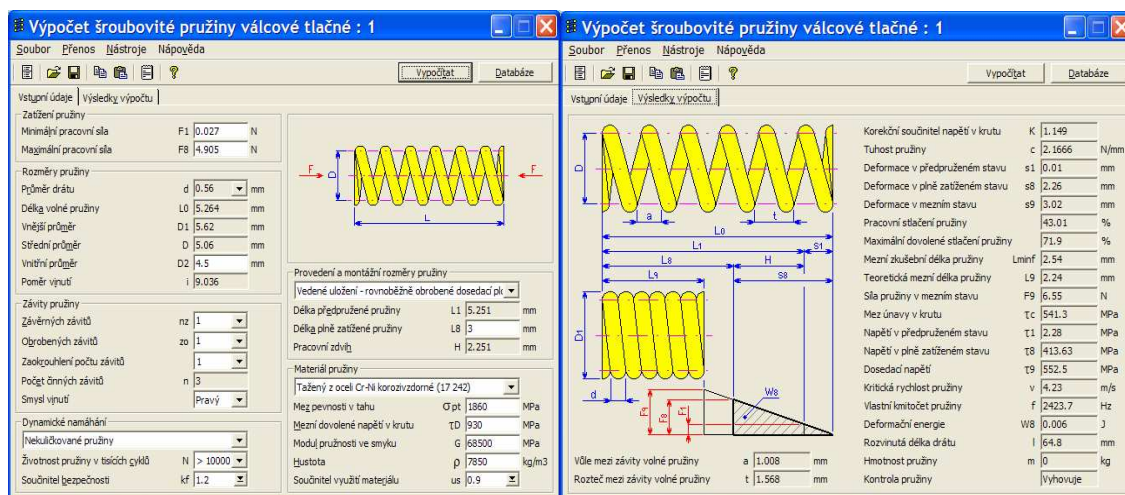 Výpočet šroubovité pružiny válcové tlačné : 1
Soubor Přenos Nástroje Nápověda
Vypočítat Databáze
Vstupní údaje Výsledky výpočtu
Zatížení pružiny
Minimální pracovní síla F1 0.027 N
Maximální pracovní síla F8 4.905 N
Rozměry pružiny
Průměr drátu d 0.56 mm
Délka volné pružiny L0 5.264 mm
Vnější průměr D1 5.62 mm
Střední průměr D 5.06 mm
Vnitřní průměr D2 4.5 mm
Poměr vinutí i 9.036
Závity pružiny
Závěrných závitů nz 1
Obrobených závitů zo 1
Zaokrouhlení počtu závitů 1
Počet činných závitů n 3
Smysl vinutí Pravý
Dynamické namáhání
Nekuličkované pružiny
Životnost pružiny v tisících cyklů N > 10000
Součinitel bezpečnosti kf 1.2
F D F
L
Provedení a montážní rozměry pružiny
Vedené uložení - rovnoběžně obrobené dosedací plo
Délka předpružené pružiny L1 5.251 mm
Délka plně zatížené pružiny L8 3 mm
Pracovní zdvih H 2.251 mm
Materiál pružiny
Tažený z oceli Cr-Ni korozivzdorné (17 242)
Mez pevnosti v tahu σpt 1860 MPa
Mezní dovolené napětí v krutu τD 930 MPa
Modul pružnosti ve smyku G 68500 MPa
Hustota ρ 7850 kg/m3
Součinitel využití materiálu us 0.9
Výpočet šroubovité pružiny válcové tlačné : 1
Soubor Přenos Nástroje Nápověda
Vypočítat Databáze
Vstupní údaje Výsledky výpočtu
D
a t
L0
L1 s1
L8 H
L9 s8
D1
d
F9 F8 F1 W8
Vůle mezi závity volné pružiny a 1.008 mm
Rozteč mezi závity volné pružiny t 1.568 mm
Korekční součinitel napětí v krutu K 1.149
Tuhost pružiny c 2.1666 N/mm
Deformace v předpruženém stavu s1 0.01 mm
Deformace v plně zatíženém stavu s8 2.26 mm
Deformace v mezním stavu s9 3.02 mm
Pracovní stlačení pružiny 43.01 %
Maximální dovolené stlačení pružiny 71.9 %
Mezní zkušební délka pružiny Lminf 2.54 mm
Teoretická mezní délka pružiny L9 2.24 mm
Síla pružiny v mezním stavu F9 6.55 N
Mez únavy v krutu τc 541.3 MPa
Napětí v předpruženém stavu τ1 2.28 MPa
Napětí v plně zatíženém stavu τ8 413.63 MPa
Dosedací napětí τ9 552.5 MPa
Kritická rychlost pružiny v 4.23 m/s
Vlastní kmitočet pružiny f 2423.7 Hz
Deformační energie W8 0.006 J
Rozvinutá délka drátu l 64.8 mm
Hmotnost pružiny m 0 kg
Kontrola pružiny Vyhovuje